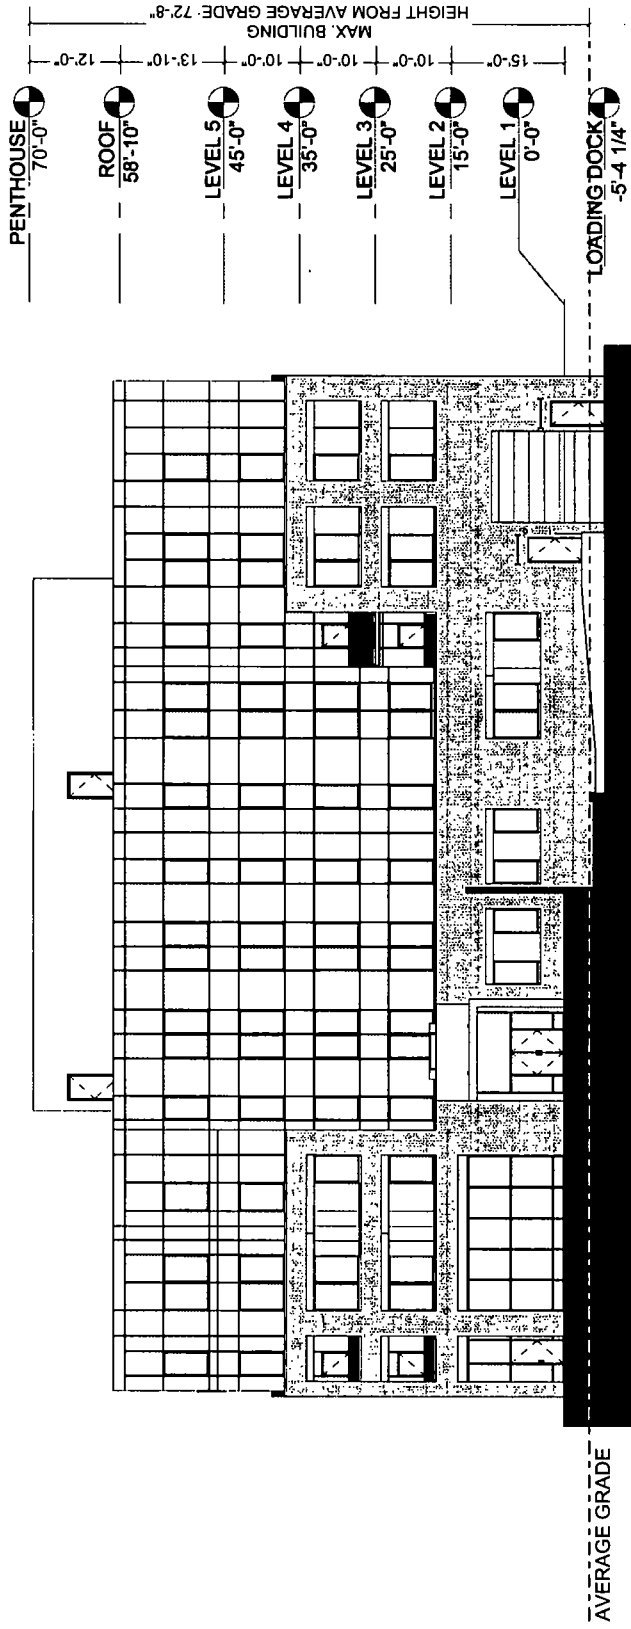 PENTHOUSE
70'-0"
ROOF
58'-10"
LEVEL 5
45'-0"
LEVEL 4
35'-0"
LEVEL 3
25'-0"
LEVEL 2
15'-0"
LEVEL 1
0'-0"
LOADING DOCK
-5'-4 1/4"
12'-0"
13'-10"
10'-0"
10'-0"
10'-0"
15'-0"
MAX. BUILDING
HEIGHT FROM AVERAGE GRADE: 72'-8"
AVERAGE GRADE